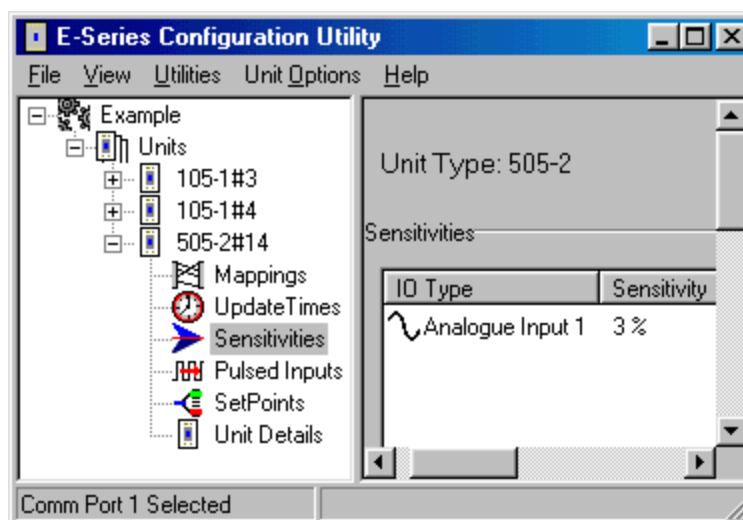 E-Series Configuration Utility
File View Utilities Unit Options Help
Example
Units
105-1#3
105-1#4
505-2#14
Mappings
UpdateTimes
Sensitivities
Pulsed Inputs
SetPoints
Unit Details
Unit Type: 505-2
Sensitivities
IO Type Sensitivity
Analogue Input 1 3 %
Comm Port 1 Selected